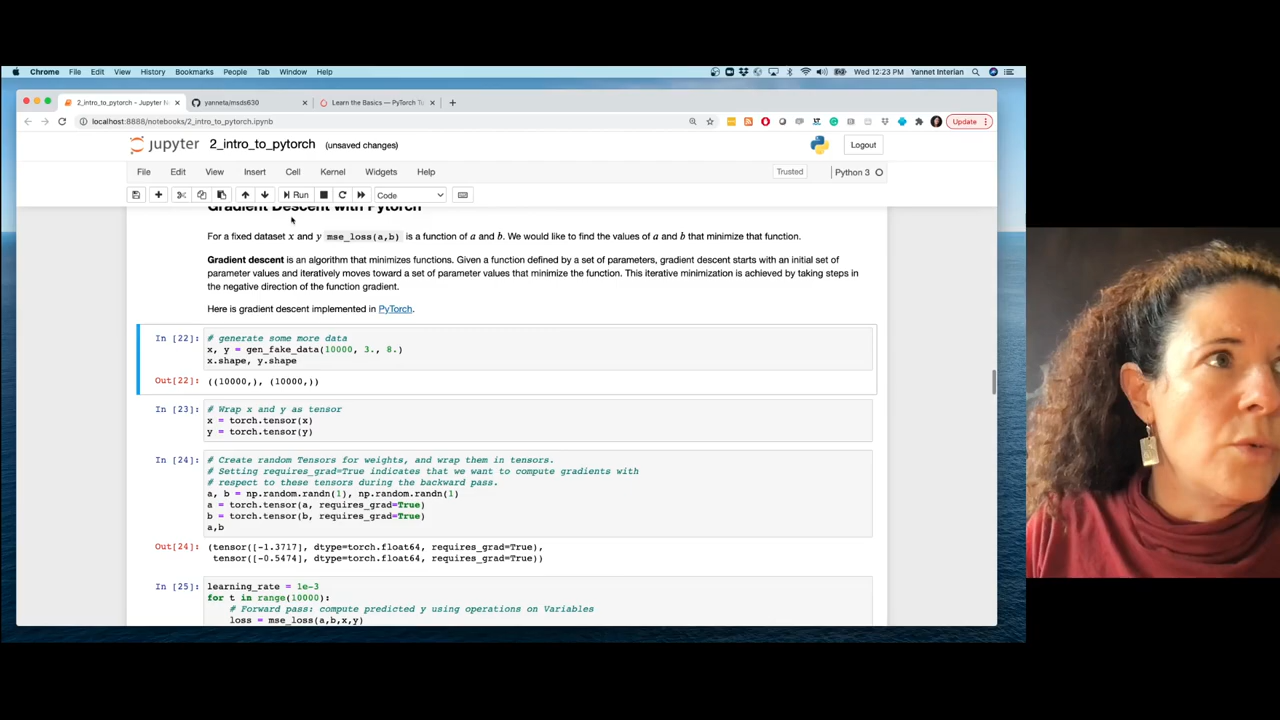 Chrome File Edit View History Bookmarks People Tab Window Help Wed 12:23 PM Yannet Interian
2_intro_to_pytorch - Jupyter N yanneta/msds630 Learn the Basics — PyTorch T
localhost:8888/notebooks/2_intro_to_pytorch.ipynb Update
jupyter 2_intro_to_pytorch (unsaved changes) Logout
File Edit View Insert Cell Kernel Widgets Help Trusted Python 3
Run Code
Gradient Descent with Pytorch
For a fixed dataset x and y mse_loss(a,b) is a function of a and b. We would like to find the values of a and b that minimize that function.
Gradient descent is an algorithm that minimizes functions. Given a function defined by a set of parameters, gradient descent starts with an initial set of
parameter values and iteratively moves toward a set of parameter values that minimize the function. This iterative minimization is achieved by taking steps in
the negative direction of the function gradient.
Here is gradient descent implemented in PyTorch.
In [22]: # generate some more data
x, y = gen_fake_data(10000, 3., 8.)
x.shape, y.shape
Out[22]: ((10000,), (10000,))
In [23]: # Wrap x and y as tensor
x = torch.tensor(x)
y = torch.tensor(y)
In [24]: # Create random Tensors for weights, and wrap them in tensors.
# Setting requires_grad=True indicates that we want to compute gradients with
# respect to these tensors during the backward pass.
a, b = np.random.randn(1), np.random.randn(1)
a = torch.tensor(a, requires_grad=True)
b = torch.tensor(b, requires_grad=True)
a,b
Out[24]: (tensor([-1.3717], dtype=torch.float64, requires_grad=True),
tensor([-0.5474], dtype=torch.float64, requires_grad=True))
In [25]: learning_rate = 1e-3
for t in range(10000):
# Forward pass: compute predicted y using operations on Variables
loss = mse_loss(a,b,x,y)